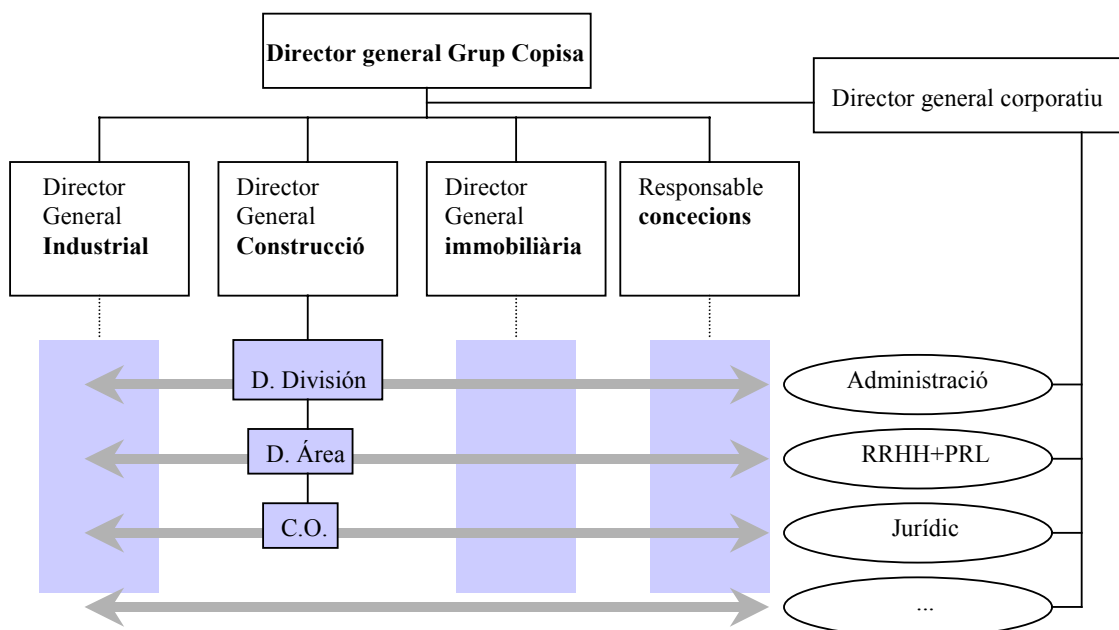 Director general Grup Copisa
Director general corporatiu
Director
General
Industrial
Director
General
Construcció
Director
General
immobiliària
Responsable
concecions
D. División
Administració
D. Área
RRHH+PRL
C.O.
Jurídic
...